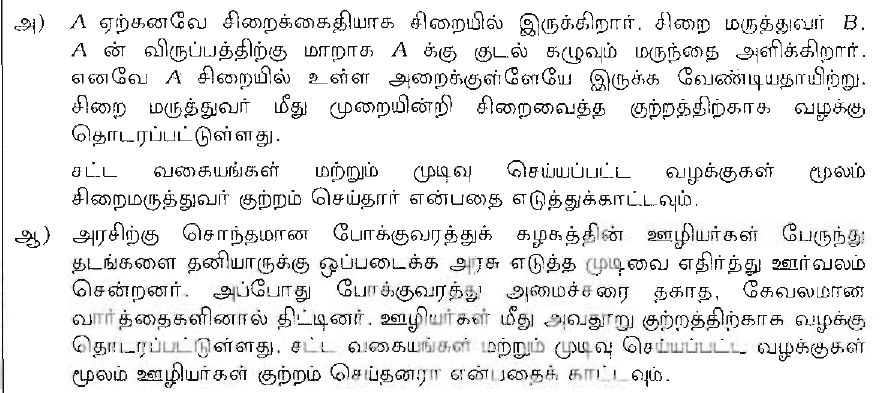 அ) A ஏற்கனவே சிறைக்கைதியாக சிறையில் இருக்கிறார். சிறை மருத்துவர் B,
A ன் விருப்பத்திற்கு மாறாக A க்கு குடல் கழுவும் மருந்தை அளிக்கிறார்.
எனவே A சிறையில் உள்ள அறைக்குள்ளேயே இருக்க வேண்டியதாயிற்று.
சிறை மருத்துவர் மீது முறையின்றி சிறைவைத்த குற்றத்திற்காக வழக்கு
தொடரப்பட்டுள்ளது.
சட்ட வகையங்கள் மற்றும் முடிவு செய்யப்பட்ட வழக்குகள் மூலம்
சிறைமருத்துவர் குற்றம் செய்தார் என்பதை எடுத்துக்காட்டவும்.
ஆ) அரசிற்கு சொந்தமான போக்குவரத்துக் கழகத்தின் ஊழியர்கள் பேருந்து
தடங்களை தனியாருக்கு ஒப்படைக்க அரசு எடுத்த முடிவை எதிர்த்து ஊர்வலம்
சென்றனர். அப்போது போக்குவரத்து அமைச்சரை தகாத, கேவலமான
வார்த்தைகளினால் திட்டினர். ஊழியர்கள் மீது அவதூறு குற்றத்திற்காக வழக்கு
தொடரப்பட்டுள்ளது. சட்ட வகையங்கள் மற்றும் முடிவு செய்யப்பட்ட வழக்குகள்
மூலம் ஊழியர்கள் குற்றம் செய்தனரா என்பதைக் காட்டவும்.